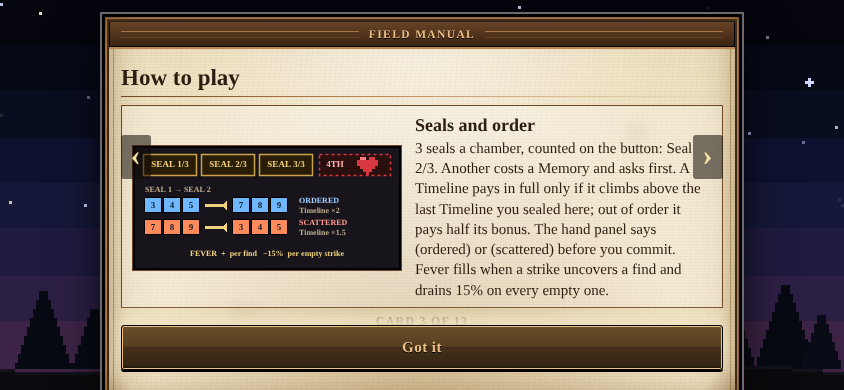 FIELD MANUAL
How to play
SEAL 1/3 SEAL 2/3 SEAL 3/3 4TH
SEAL 1 → SEAL 2
3 4 5 7 8 9 ORDERED
Timeline ×2
7 8 9 3 4 5 SCATTERED
Timeline ×1.5
FEVER + per find −15% per empty strike
Seals and order
3 seals a chamber, counted on the button: Seal
2/3. Another costs a Memory and asks first. A
Timeline pays in full only if it climbs above the
last Timeline you sealed here; out of order it
pays half its bonus. The hand panel says
(ordered) or (scattered) before you commit.
Fever fills when a strike uncovers a find and
drains 15% on every empty one.
CARD 3 OF 13
Got it